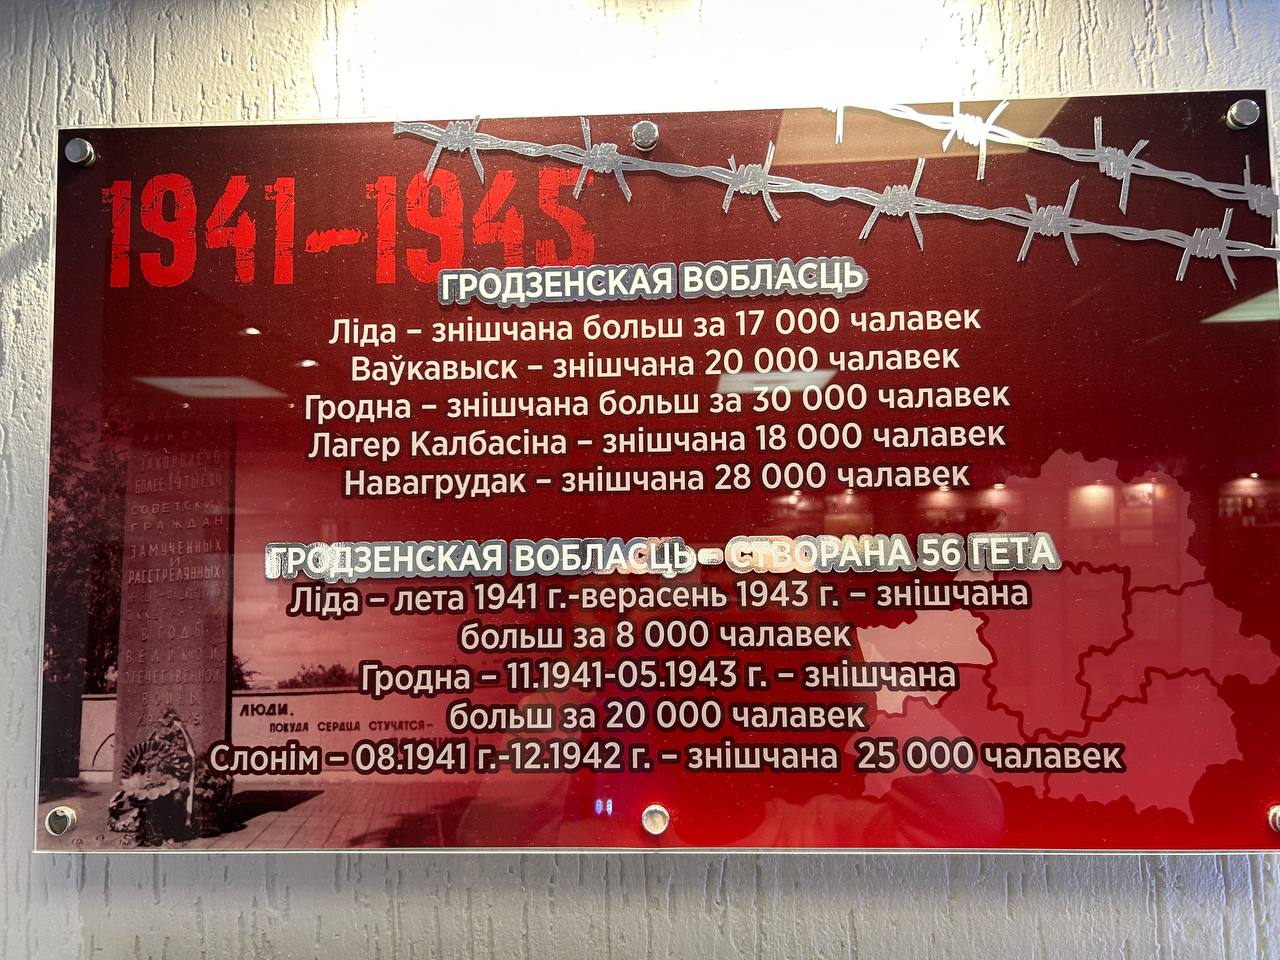 1941-1945
ГРОДЗЕНСКАЯ ВОБЛАСЦЬ
Ліда – знішчана больш за 17 000 чалавек
Ваўкавыск – знішчана 20 000 чалавек
Гродна – знішчана больш за 30 000 чалавек
Лагер Калбасіна – знішчана 18 000 чалавек
Навагрудак – знішчана 28 000 чалавек
ГРОДЗЕНСКАЯ ВОБЛАСЦЬ – СТВОРАНА 56 ГЕТА
Ліда – лета 1941 г.-верасень 1943 г. – знішчана
больш за 8 000 чалавек
Гродна – 11.1941-05.1943 г. – знішчана
больш за 20 000 чалавек
Слонім – 08.1941 г.-12.1942 г. – знішчана 25 000 чалавек
ЗАХОРОНЕНО
БОЛЕЕ 14 ТЫСЯЧ
СОВЕТСКИХ
ГРАЖДАН
ЗАМУЧЕННЫХ
И
РАССТРЕЛЯННЫХ
В ГОДЫ
ВЕЛИКОЙ
ОТЕЧЕСТВЕННОЙ
ЛЮДИ,
ПОКУДА СЕРДЦА СТУЧАТСЯ-